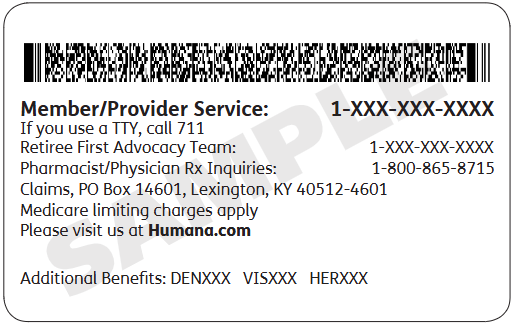 Member/Provider Service: 1-XXX-XXX-XXXX
If you use a TTY, call 711
Retiree First Advocacy Team: 1-XXX-XXX-XXXX
Pharmacist/Physician Rx Inquiries: 1-800-865-8715
Claims, PO Box 14601, Lexington, KY 40512-4601
Medicare limiting charges apply
Please visit us at Humana.com
Additional Benefits: DENXXX VISXXX HERXXX
SAMPLE